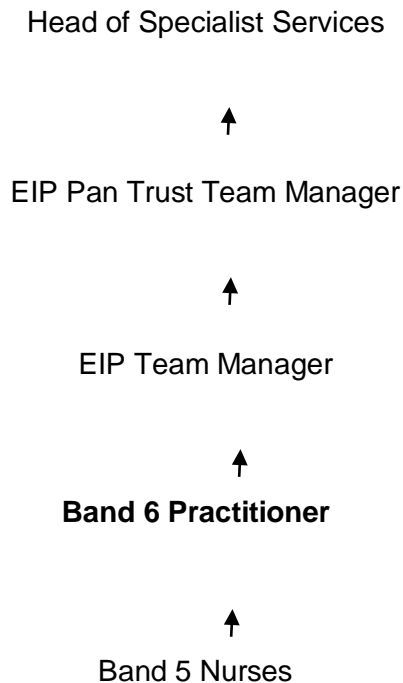 Head of Specialist Services
EIP Pan Trust Team Manager
EIP Team Manager
Band 6 Practitioner
Band 5 Nurses